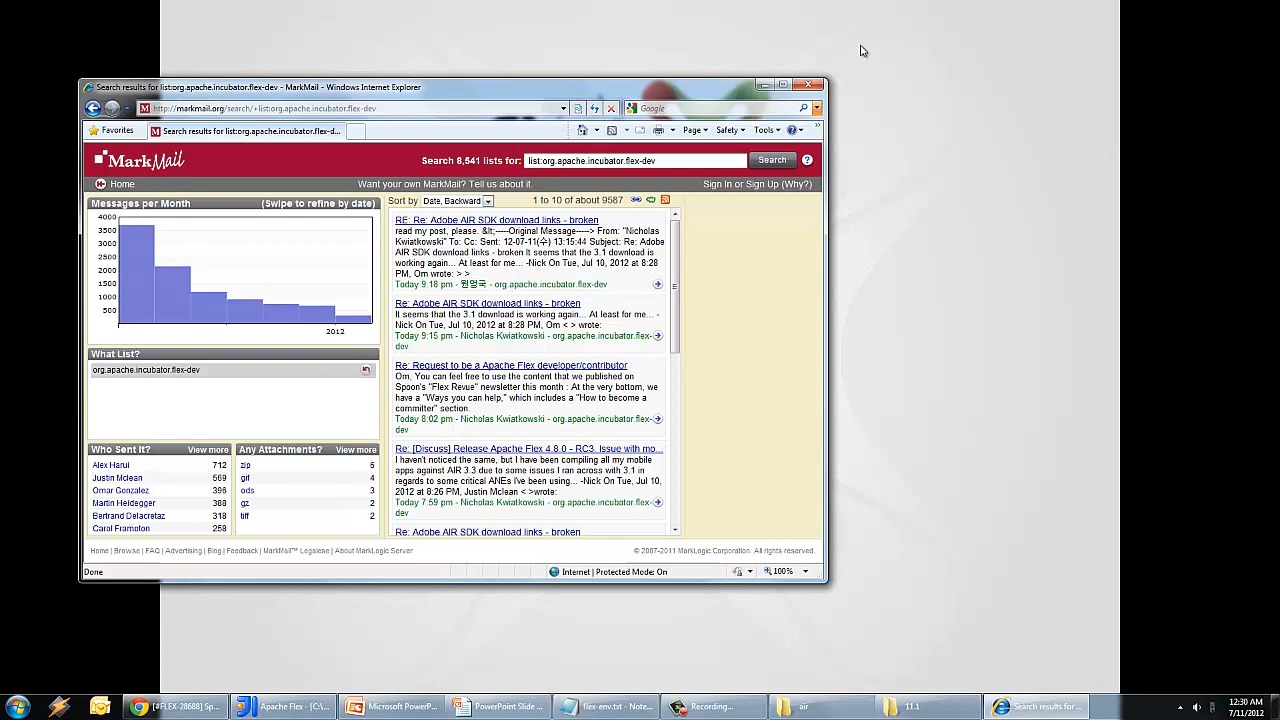 Search results for list:org.apache.incubator.flex-dev - MarkMail - Windows Internet Explorer
http://markmail.org/search/+list:org.apache.incubator.flex-dev
Google
Favorites
Search results for list:org.apache.incubator.flex-d...
Page
Safety
Tools
MarkMail
Search 8,541 lists for:
list:org.apache.incubator.flex-dev
Search
Home
Want your own MarkMail? Tell us about it.
Sign In or Sign Up (Why?)
Messages per Month
(Swipe to refine by date)
4000
3500
3000
2500
2000
1500
1000
500
2012
What List?
org.apache.incubator.flex-dev
Who Sent It?
View more
Alex Harui 712
Justin Mclean 569
Omar Gonzalez 396
Martin Heidegger 388
Bertrand Delacretaz 318
Carol Frampton 258
Any Attachments?
View more
zip 6
gif 4
ods 3
gz 2
tiff 2
Sort by
Date, Backward
1 to 10 of about 9587
RE: Re: Adobe AIR SDK download links - broken
read my post, please. &lt;-----Original Message-----> From: "Nicholas
Kwiatkowski" To: Cc: Sent: 12-07-11(수) 13:15:44 Subject: Re: Adobe
AIR SDK download links - broken It seems that the 3.1 download is
working again... At least for me... -Nick On Tue, Jul 10, 2012 at 8:28
PM, Om wrote: > >
Today 9:18 pm - 원영국 - org.apache.incubator.flex-dev
Re: Adobe AIR SDK download links - broken
It seems that the 3.1 download is working again... At least for me... -
Nick On Tue, Jul 10, 2012 at 8:28 PM, Om < > wrote:
Today 9:15 pm - Nicholas Kwiatkowski - org.apache.incubator.flex-
dev
Re: Request to be a Apache Flex developer/contributor
Om, You can feel free to use the content that we published on
Spoon's "Flex Revue" newsletter this month : At the very bottom, we
have a "Ways you can help," which includes a "How to become a
committer" section.
Today 8:02 pm - Nicholas Kwiatkowski - org.apache.incubator.flex-
dev
Re: [Discuss] Release Apache Flex 4.8.0 - RC3. Issue with mo...
I haven't noticed the same, but I have been compiling all my mobile
apps against AIR 3.3 due to some issues I ran across with 3.1 in
regards to some critical ANEs I've been using... -Nick On Tue, Jul 10,
2012 at 8:26 PM, Justin Mclean < >wrote:
Today 7:59 pm - Nicholas Kwiatkowski - org.apache.incubator.flex-
dev
Re: Adobe AIR SDK download links - broken
Home | Browse | FAQ | Advertising | Blog | Feedback | MarkMail™ Legalese | About MarkLogic Server
© 2007-2011 MarkLogic Corporation. All rights reserved.
Done
Internet | Protected Mode: On
100%
[#FLEX-28688] Sp...
Apache Flex - [C:\...
Microsoft PowerP...
PowerPoint Slide ...
flex-env.txt - Note...
Recording...
air
11.1
Search results for ...
12:30 AM
7/11/2012